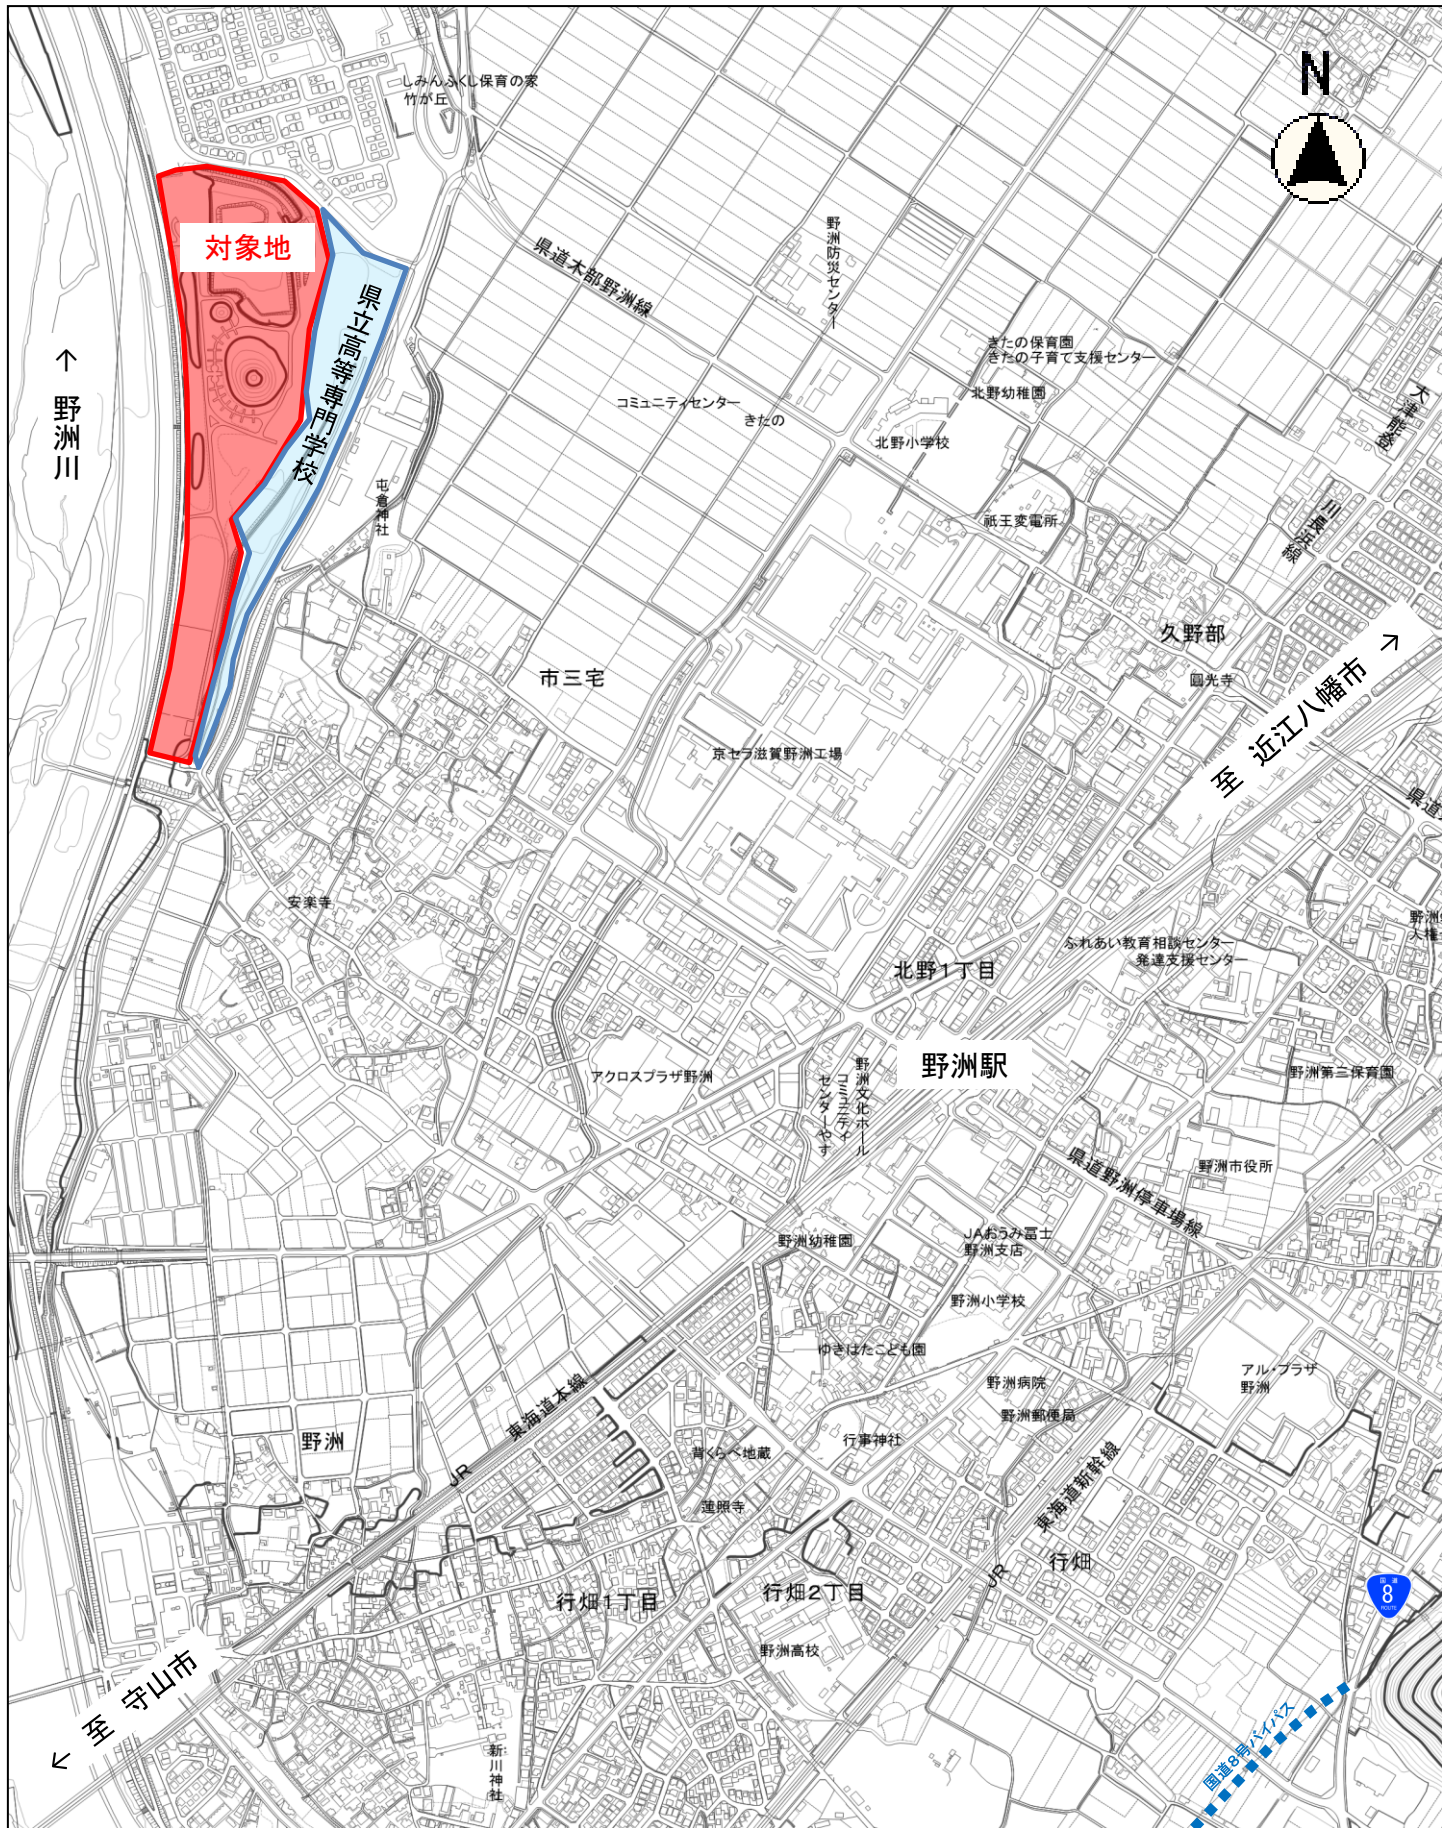 N
しみんふくし保育の家
竹が丘
対象地
県立高等専門学校
↑ 野洲川
県道木部野洲線
野洲防災センター
きたの保育園
きたの子育て支援センター
北野幼稚園
コミュニティセンター
きたの
北野小学校
大津能登
川長浜線
屯倉神社
祇王変電所
久野部
圓光寺
市三宅
至 近江八幡市 →
京セラ滋賀野洲工場
県道
安楽寺
野洲
人権
ふれあい教育相談センター
発達支援センター
北野1丁目
野洲駅
アクロスプラザ野洲
野洲文化ホール
コミュニティ
センターやす
野洲第三保育園
県道野洲停車場線
野洲市役所
野洲幼稚園
JAおうみ冨士
野洲支店
野洲小学校
ゆきはたこども園
アル・プラザ
野洲
野洲病院
野洲郵便局
JR 東海道本線
野洲
背くらべ地蔵
行事神社
蓮照寺
JR 東海道新幹線
行畑
行畑1丁目
行畑2丁目
国道
8
ROUTE
野洲高校
← 至 守山市
新川神社
国道8号バイパス